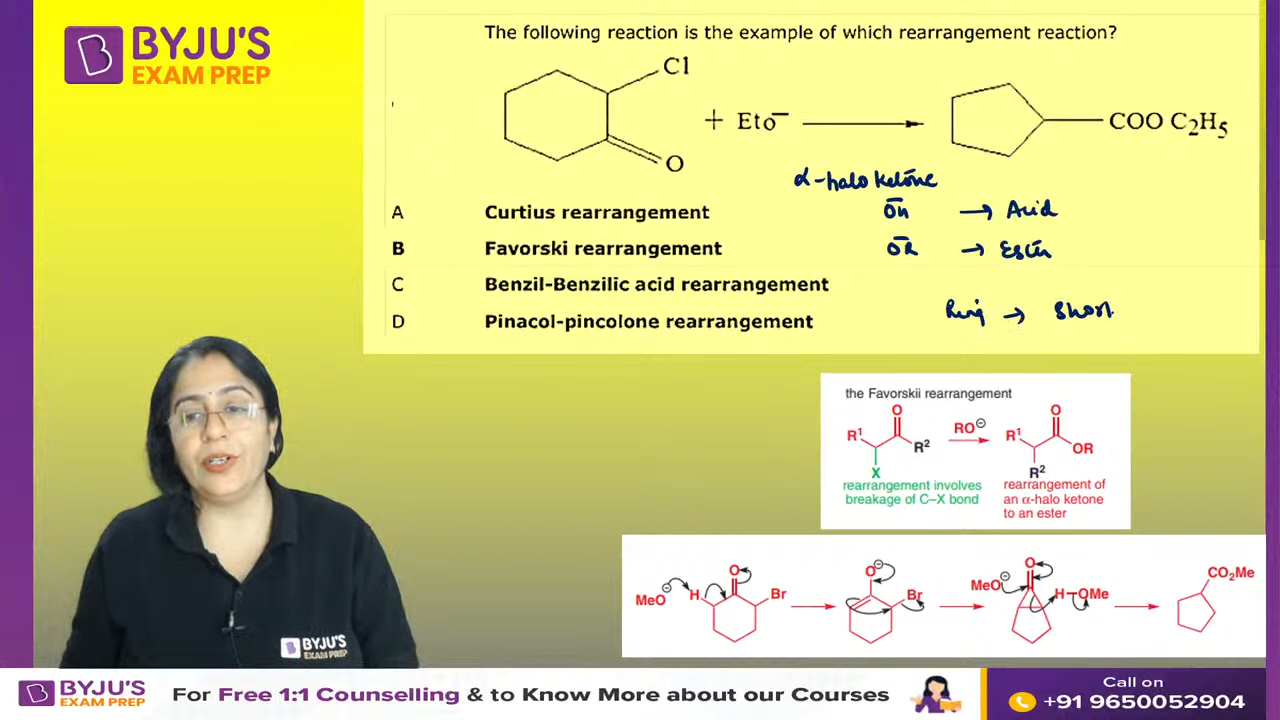 BYJU'S
EXAM PREP
The following reaction is the example of which rearrangement reaction?
Cl
+ Eto⁻
O
COO C₂H₅
α-halo ketone
A Curtius rearrangement
ŌH → Acid
B Favorski rearrangement
ŌR → Ester
C Benzil-Benzilic acid rearrangement
D Pinacol-pincolone rearrangement
Ring → Short.
the Favorskii rearrangement
O
R¹
R²
X
RO⊖
O
R¹
OR
R²
rearrangement involves
breakage of C–X bond
rearrangement of
an α-halo ketone
to an ester
MeO⊖
H
O
Br
O⊖
Br
MeO⊖
O
H–OMe
CO₂Me
BYJU'S
EXAM PREP
BYJU'S
EXAM PREP
For Free 1:1 Counselling & to Know More about our Courses
Call on
+91 9650052904